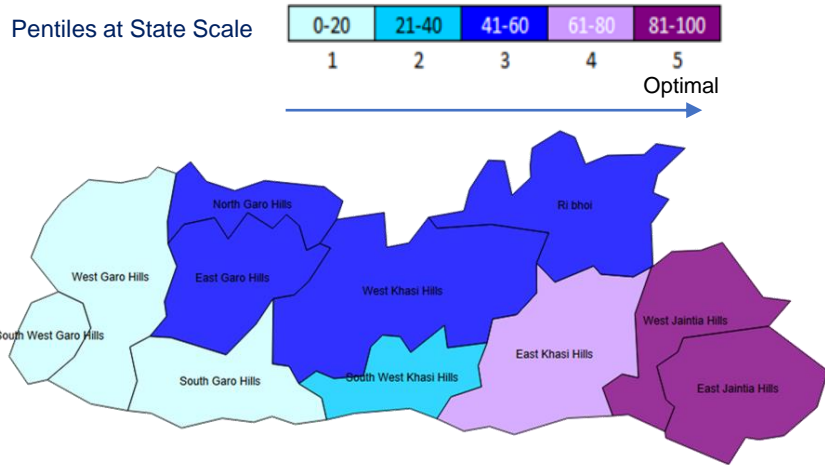 Pentiles at State Scale
0-20 21-40 41-60 61-80 81-100
1 2 3 4 5
Optimal
North Garo Hills
Ri bhoi
West Garo Hills
East Garo Hills
West Khasi Hills
West Jaintia Hills
South West Garo Hills
East Khasi Hills
South Garo Hills
South West Khasi Hills
East Jaintia Hills